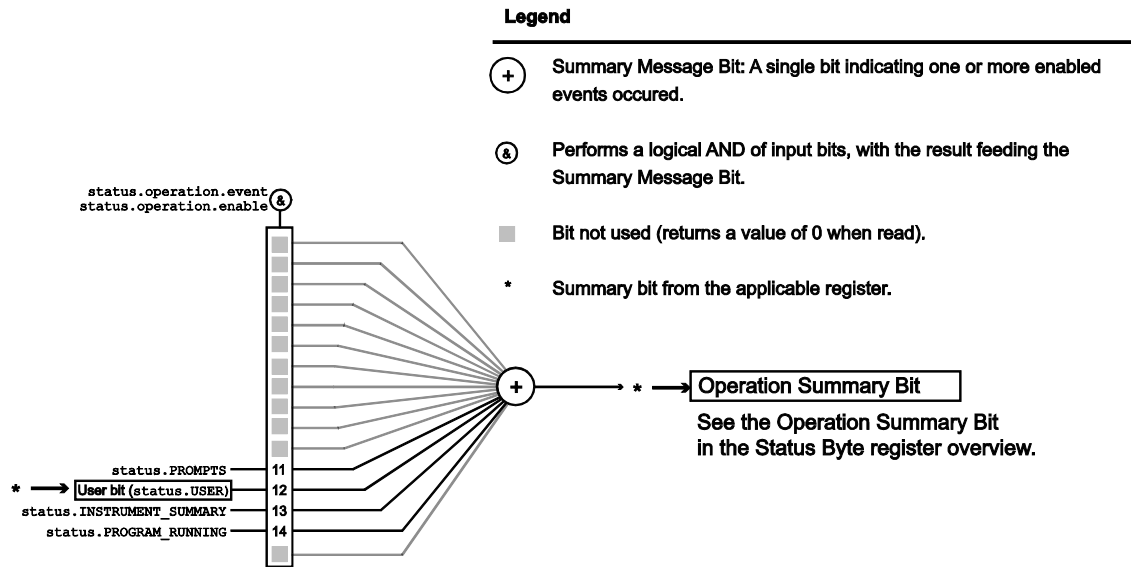 Legend
+ Summary Message Bit: A single bit indicating one or more enabled
events occured.
& Performs a logical AND of input bits, with the result feeding the
Summary Message Bit.
Bit not used (returns a value of 0 when read).
* Summary bit from the applicable register.
status.operation.event
status.operation.enable
&
+
* Operation Summary Bit
See the Operation Summary Bit
in the Status Byte register overview.
status.PROMPTS 11
* User bit (status.USER) 12
status.INSTRUMENT_SUMMARY 13
status.PROGRAM_RUNNING 14